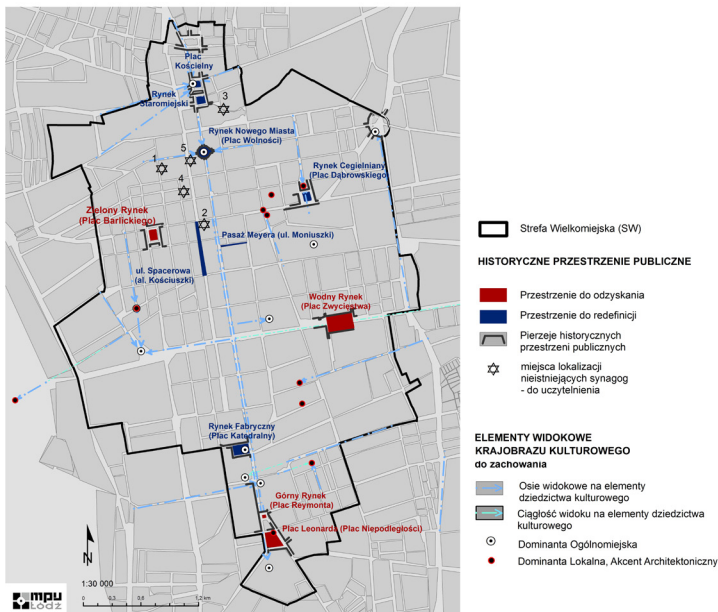 Plac
Kościelny
Rynek
Staromiejski
3
Rynek Nowego Miasta
(Plac Wolności)
5
1
4
Rynek Cegielniany
(Plac Dąbrowskiego
Zielony Rynek
(Plac Barlickiego)
2
Pasaż Meyera (ul. Moniuszki)
ul. Spacerowa
(al. Kościuszki)
Wodny Rynek
(Plac Zwycięstwa)
Rynek Fabryczny
(Plac Katedralny)
Górny Rynek
(Plac Reymonta)
Plac Leonarda (Plac Niepodległości)
N
1:30 000
0
0,6
1,2 km
mpu
Łódź
Strefa Wielkomiejska (SW)
HISTORYCZNE PRZESTRZENIE PUBLICZNE
Przestrzenie do odzyskania
Przestrzenie do redefinicji
Pierzeje historycznych
przestrzeni publicznych
miejsca lokalizacji
nieistniejących synagog
- do uczytelnienia
ELEMENTY WIDOKOWE
KRAJOBRAZU KULTUROWEGO
do zachowania
Osie widokowe na elementy
dziedzictwa kulturowego
Ciągłość widoku na elementy dziedzictwa
kulturowego
Dominanta Ogólnomiejska
Dominanta Lokalna, Akcent Architektoniczny